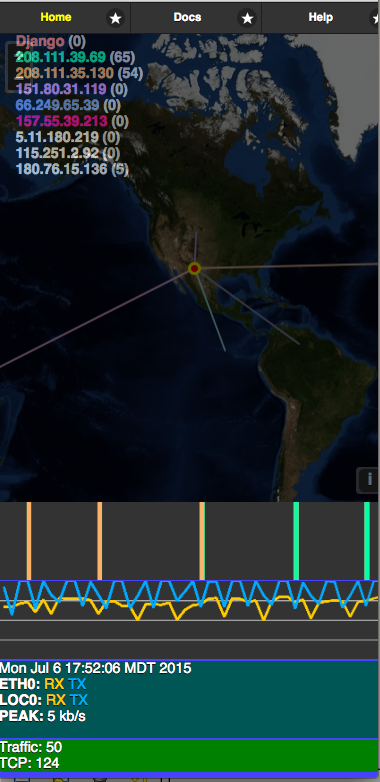 Home Docs Help
Django (0)
208.111.39.69 (65)
208.111.35.130 (54)
151.80.31.119 (0)
66.249.65.39 (0)
157.55.39.213 (0)
5.11.180.219 (0)
115.251.2.92 (0)
180.76.15.136 (5)
i
Mon Jul 6 17:52:06 MDT 2015
ETH0: RX TX
LOC0: RX TX
PEAK: 5 kb/s
Traffic: 50
TCP: 124